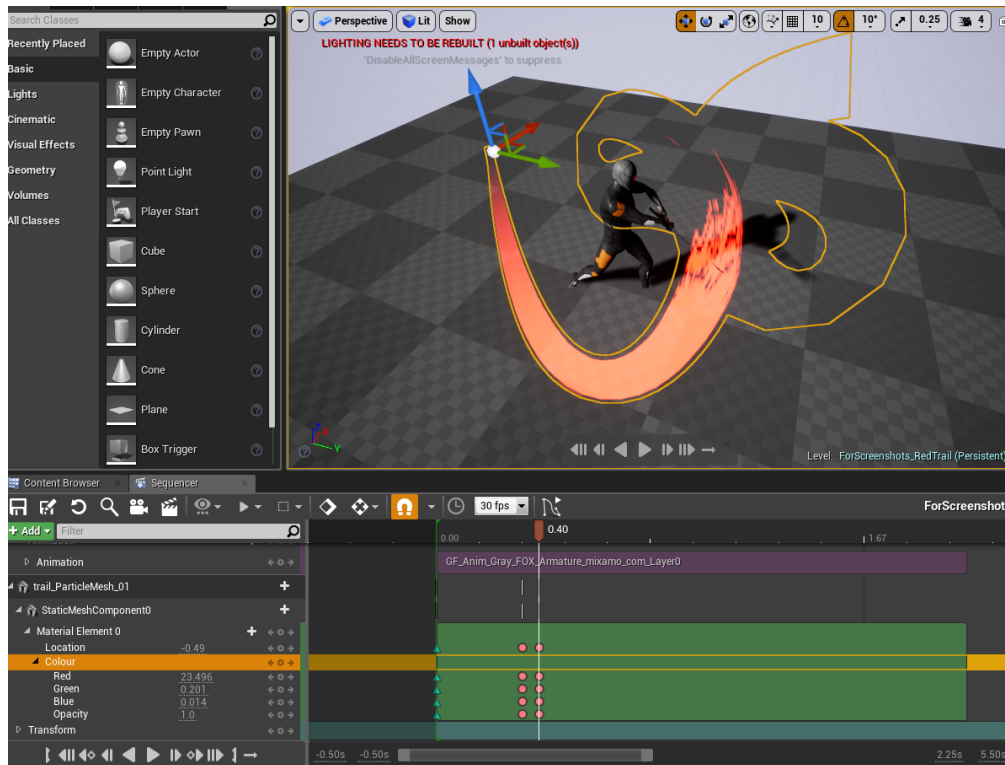 Search Classes
Recently Placed
Basic
Lights
Cinematic
Visual Effects
Geometry
Volumes
All Classes
Empty Actor
Empty Character
Empty Pawn
Point Light
Player Start
Cube
Sphere
Cylinder
Cone
Plane
Box Trigger
Perspective
Lit
Show
10
10°
0.25
4
LIGHTING NEEDS TO BE REBUILT (1 unbuilt object(s))
'DisableAllScreenMessages' to suppress
Z
X
Y
Level: ForScreenshots_RedTrail (Persistent)
Content Browser
Sequencer
30 fps
ForScreenshot
+ Add
Filter
0.00
0.40
1.67
Animation
GF_Anim_Gray_FOX_Armature_mixamo_com_Layer0
trail_ParticleMesh_01
StaticMeshComponent0
Material Element 0
Location -0.49
Colour
Red 23.496
Green 0.201
Blue 0.014
Opacity 1.0
Transform
-0.50s -0.50s 2.25s 5.50s